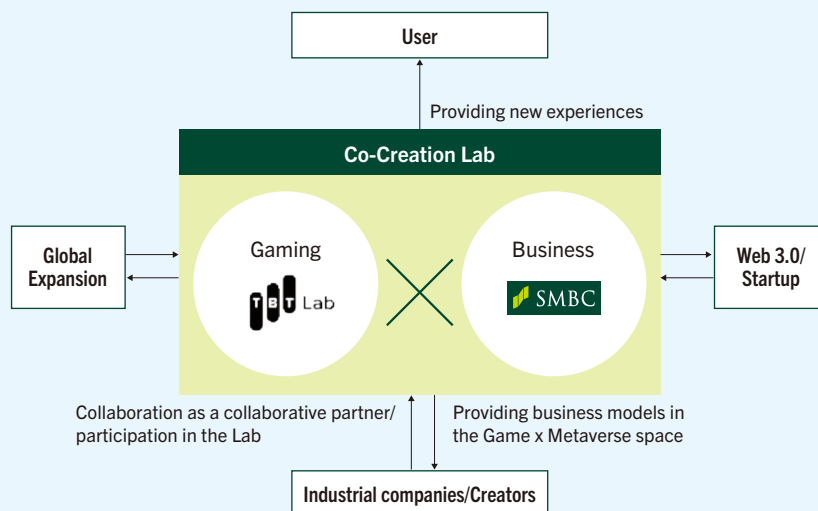 User
Providing new experiences
Co-Creation Lab
Global
Expansion
Gaming
TBT Lab
Business
SMBC
Web 3.0/
Startup
Collaboration as a collaborative partner/
participation in the Lab
Providing business models in
the Game x Metaverse space
Industrial companies/Creators